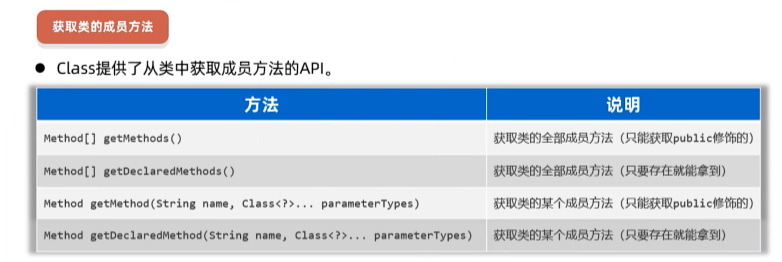 获取类的成员方法
● Class提供了从类中获取成员方法的API。
方法 说明
Method[] getMethods() 获取类的全部成员方法（只能获取public修饰的）
Method[] getDeclaredMethods() 获取类的全部成员方法（只要存在就能拿到）
Method getMethod(String name, Class<?>... parameterTypes) 获取类的某个成员方法（只能获取public修饰的）
Method getDeclaredMethod(String name, Class<?>... parameterTypes) 获取类的某个成员方法（只要存在就能拿到）